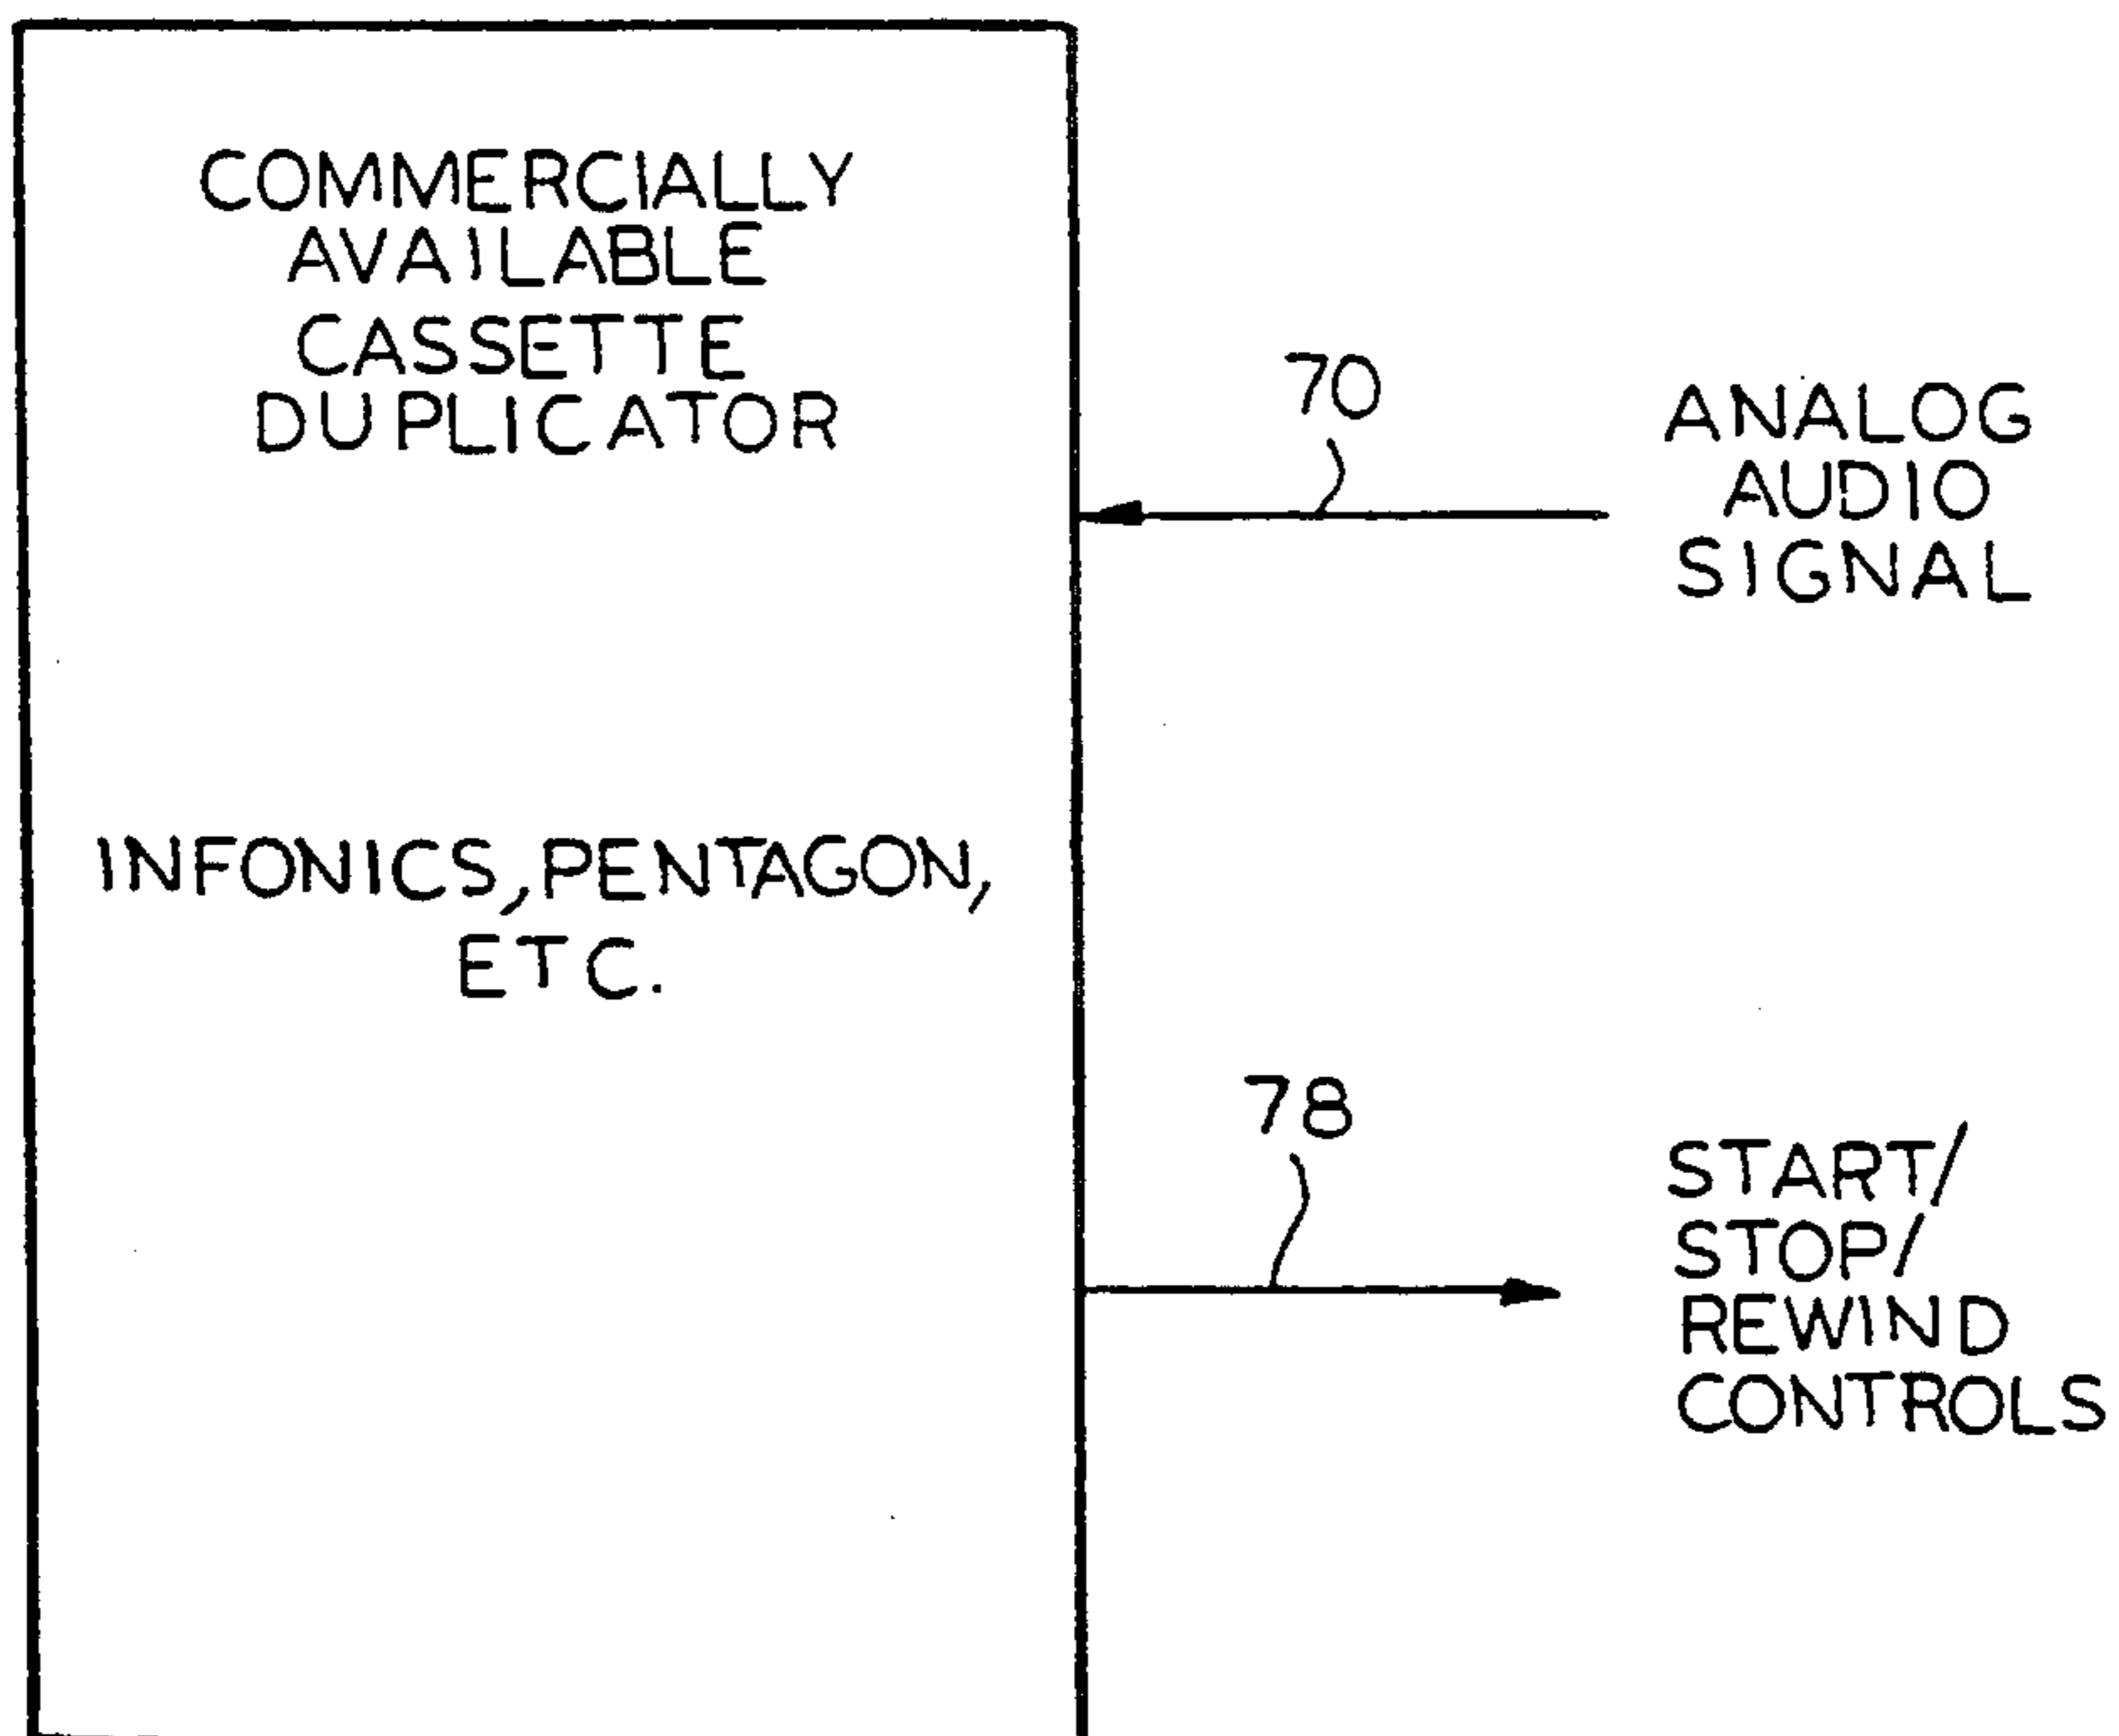 COMMERCIALLY
AVAILABLE
CASSETTE
DUPLICATOR
INFONICS, PENTAGON,
ETC.
70
ANALOG
AUDIO
SIGNAL
78
START/
STOP/
REWIND
CONTROLS